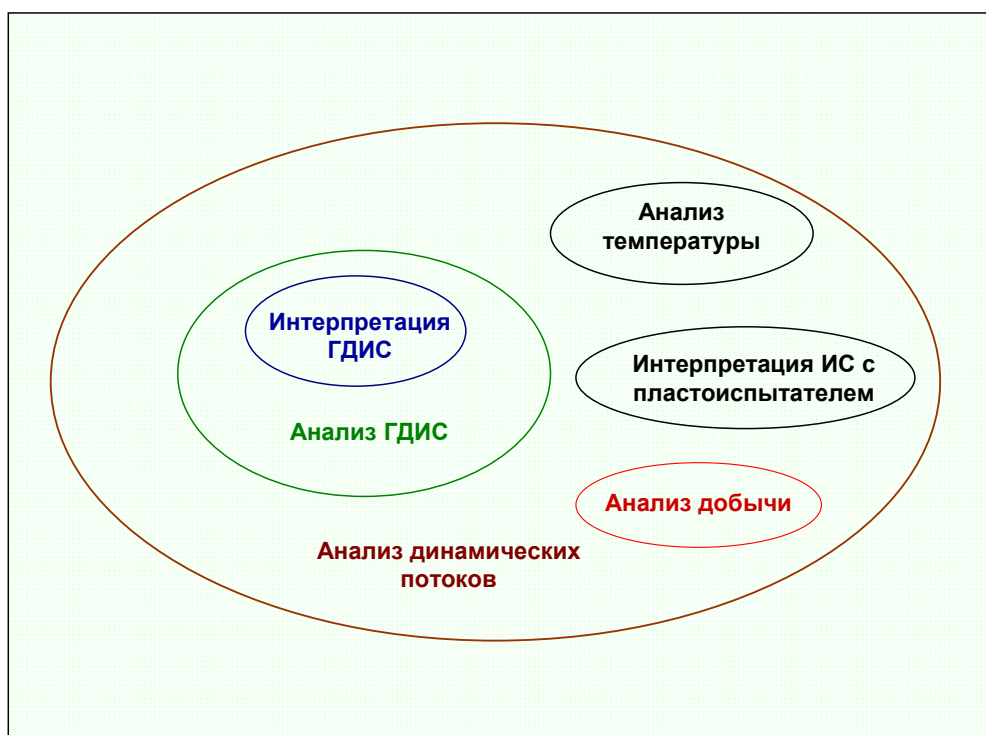 Анализ
температуры
Интерпретация
ГДИС
Интерпретация ИС с
пластоиспытателем
Анализ ГДИС
Анализ добычи
Анализ динамических
потоков